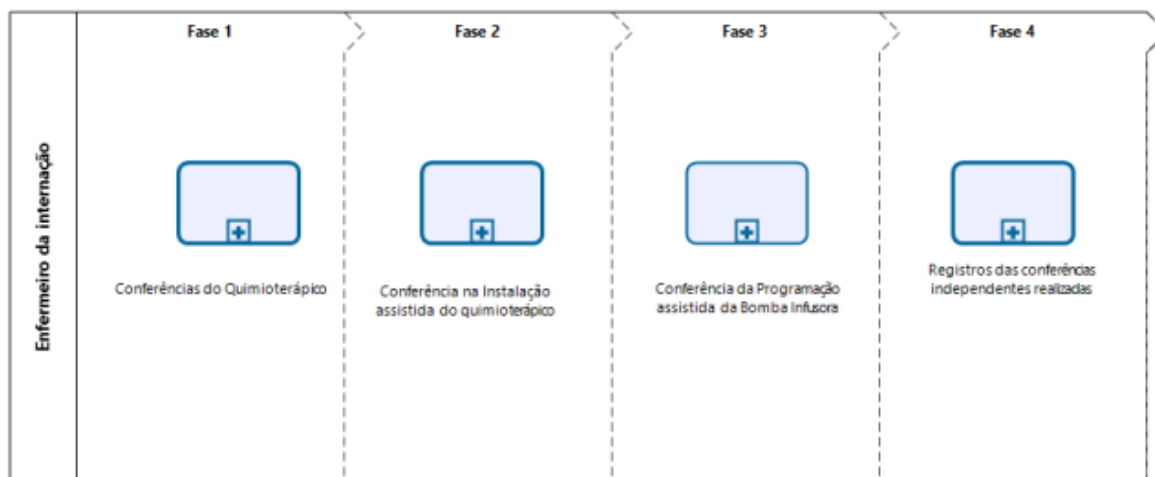 Fase 1
Fase 2
Fase 3
Fase 4
Enfermeiro da internação
Conferências do Quimioterápico
Conferência na Instalação
assistida do quimioterápico
Conferência da Programação
assistida da Bomba Infusora
Registros das conferências
independentes realizadas